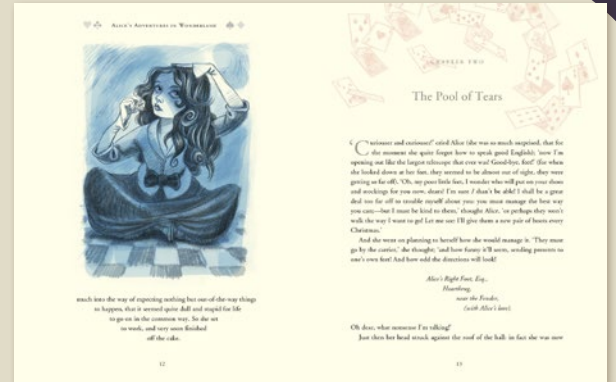 Alice's Adventures in Wonderland
much into the way of expecting nothing but out-of-the-way things
to happen, that it seemed quite dull and stupid for life
to go on in the common way. So she set
to work, and very soon finished
off the cake.
12
Chapter Two
The Pool of Tears
‘Curiouser and curiouser!’ cried Alice (she was so much surprised, that for
the moment she quite forgot how to speak good English); ‘now I’m
opening out like the largest telescope that ever was! Good-bye, feet!’ (for when
she looked down at her feet, they seemed to be almost out of sight, they were
getting so far off). ‘Oh, my poor little feet, I wonder who will put on your shoes
and stockings for you now, dears? I’m sure I shan’t be able! I shall be a great
deal too far off to trouble myself about you: you must manage the best way
you can—but I must be kind to them,’ thought Alice, ‘or perhaps they won’t
walk the way I want to go! Let me see: I’ll give them a new pair of boots every
Christmas.’
And she went on planning to herself how she would manage it. ‘They must
go by the carrier,’ she thought; ‘and how funny it’ll seem, sending presents to
one’s own feet! And how odd the directions will look!
Alice’s Right Foot, Esq.,
Hearthrug,
near the Fender,
(with Alice’s love).
Oh dear, what nonsense I’m talking!’
Just then her head struck against the roof of the hall: in fact she was now